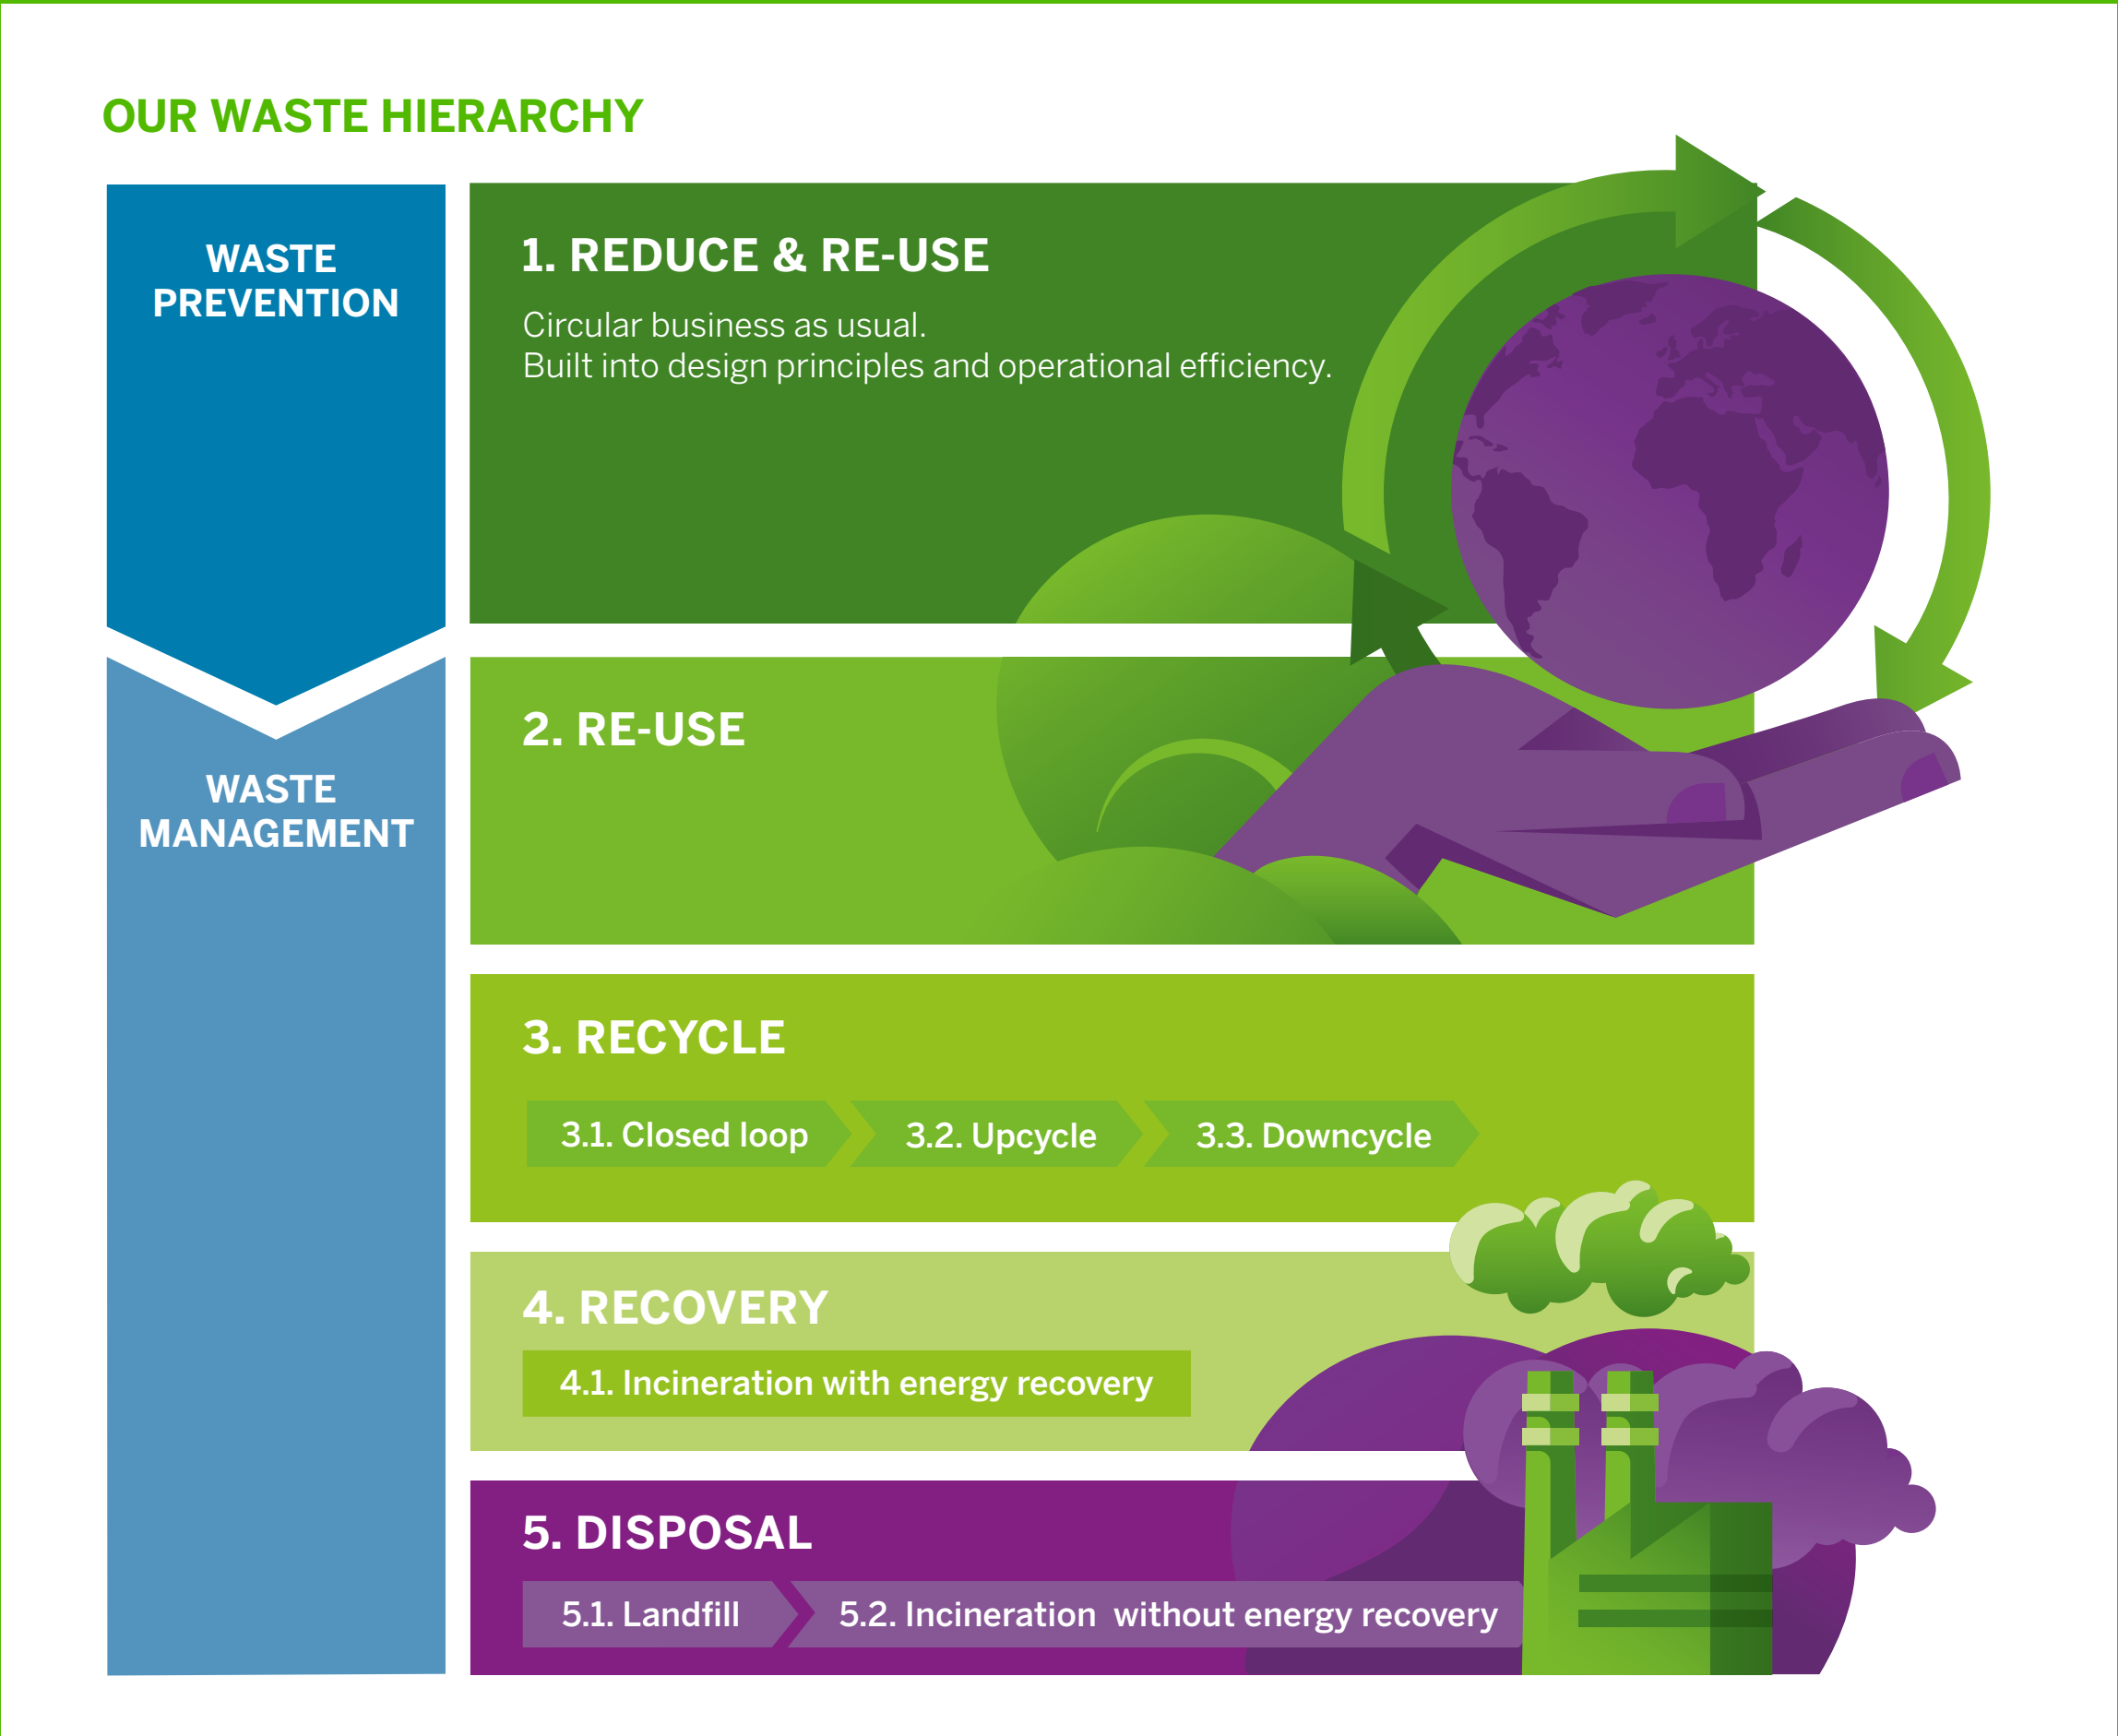 OUR WASTE HIERARCHY
WASTE
PREVENTION
1. REDUCE & RE-USE
Circular business as usual.
Built into design principles and operational efficiency.
WASTE
MANAGEMENT
2. RE-USE
3. RECYCLE
3.1. Closed loop
3.2. Upcycle
3.3. Downcycle
4. RECOVERY
4.1. Incineration with energy recovery
5. DISPOSAL
5.1. Landfill
5.2. Incineration  without energy recovery